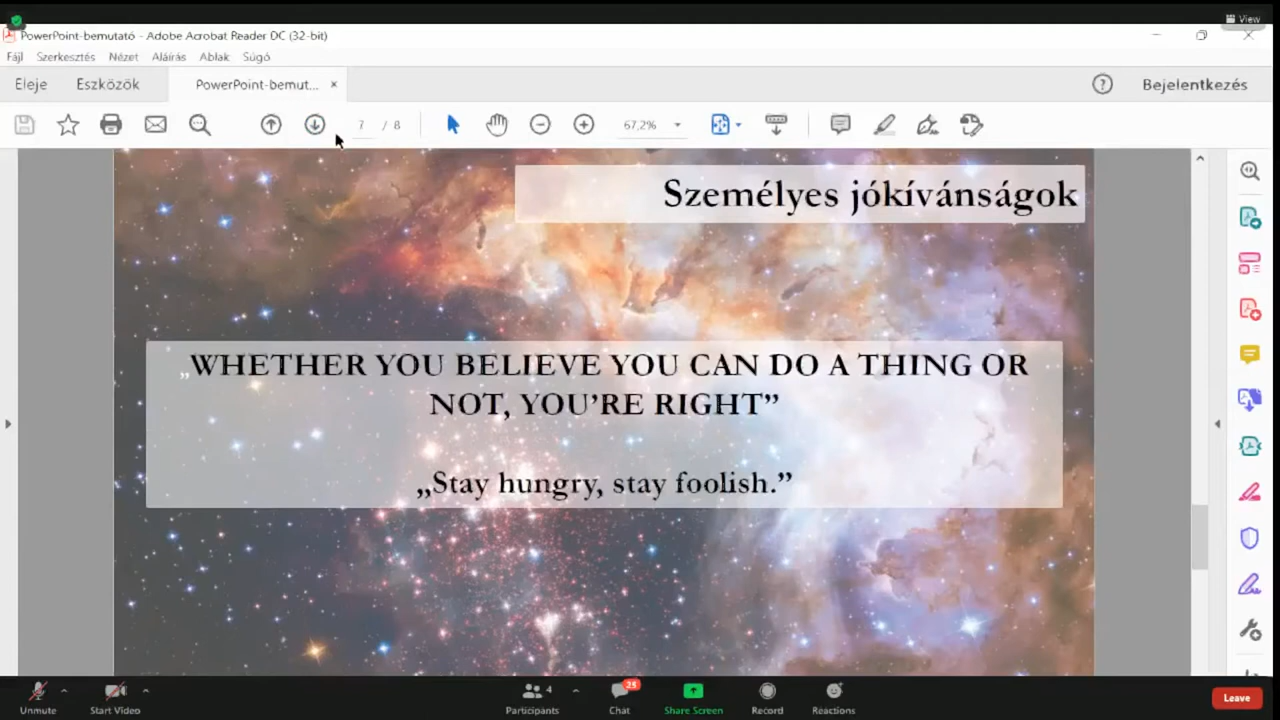 View
PowerPoint-bemutató - Adobe Acrobat Reader DC (32-bit)
Fájl Szerkesztés Nézet Aláírás Ablak Súgó
Eleje Eszközök PowerPoint-bemut... × Bejelentkezés
7 / 8 67,2%
Személyes jókívánságok
„WHETHER YOU BELIEVE YOU CAN DO A THING OR
NOT, YOU’RE RIGHT”
„Stay hungry, stay foolish.”
4 25
Unmute Start Video Participants Chat Share Screen Record Reactions Leave